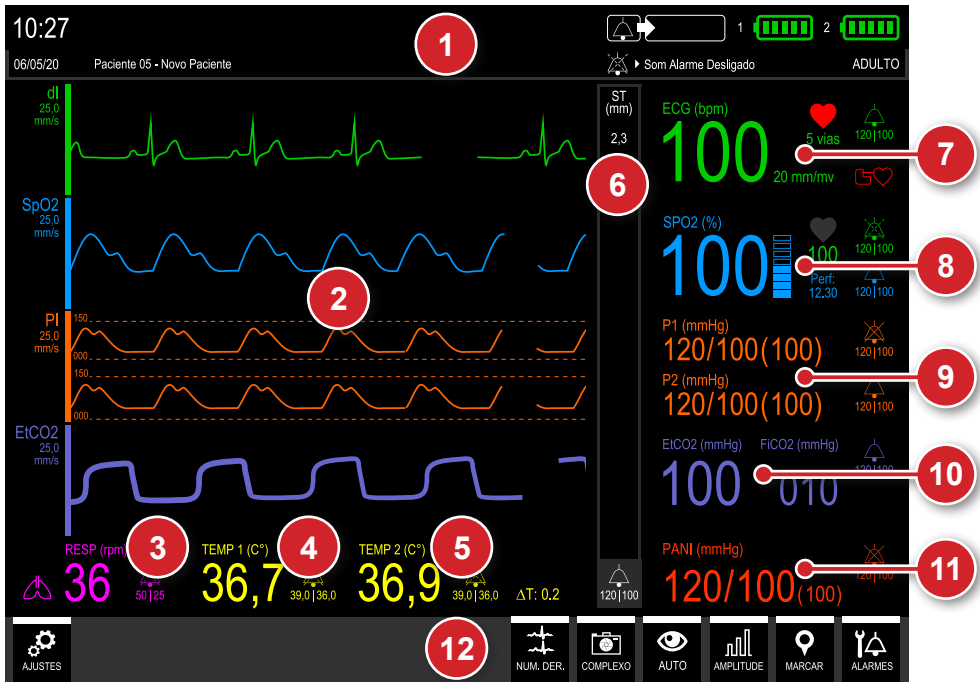 10:27
1
1
2
06/05/20
Paciente 05 - Novo Paciente
Som Alarme Desligado
ADULTO
dI
25,0
mm/s
ST
(mm)
2,3
6
ECG (bpm)
100
5 vias
20 mm/mv
120|100
7
SpO2
25,0
mm/s
2
SPO2 (%)
100
100
Perf:
12.30
120|100
120|100
8
PI
25,0
mm/s
150
000
150
000
P1 (mmHg)
120/100(100)
120|100
P2 (mmHg)
120/100(100)
120|100
9
EtCO2
25,0
mm/s
EtCO2 (mmHg)
FiCO2 (mmHg)
100
010
120|100
10
RESP (rpm)
36
50|25
3
TEMP 1 (C°)
36,7
39,0|36,0
4
TEMP 2 (C°)
36,9
39,0|36,0
5
ΔT: 0.2
120|100
PANI (mmHg)
120/100(100)
120|100
11
AJUSTES
12
NUM. DER.
COMPLEXO
AUTO
AMPLITUDE
MARCAR
ALARMES